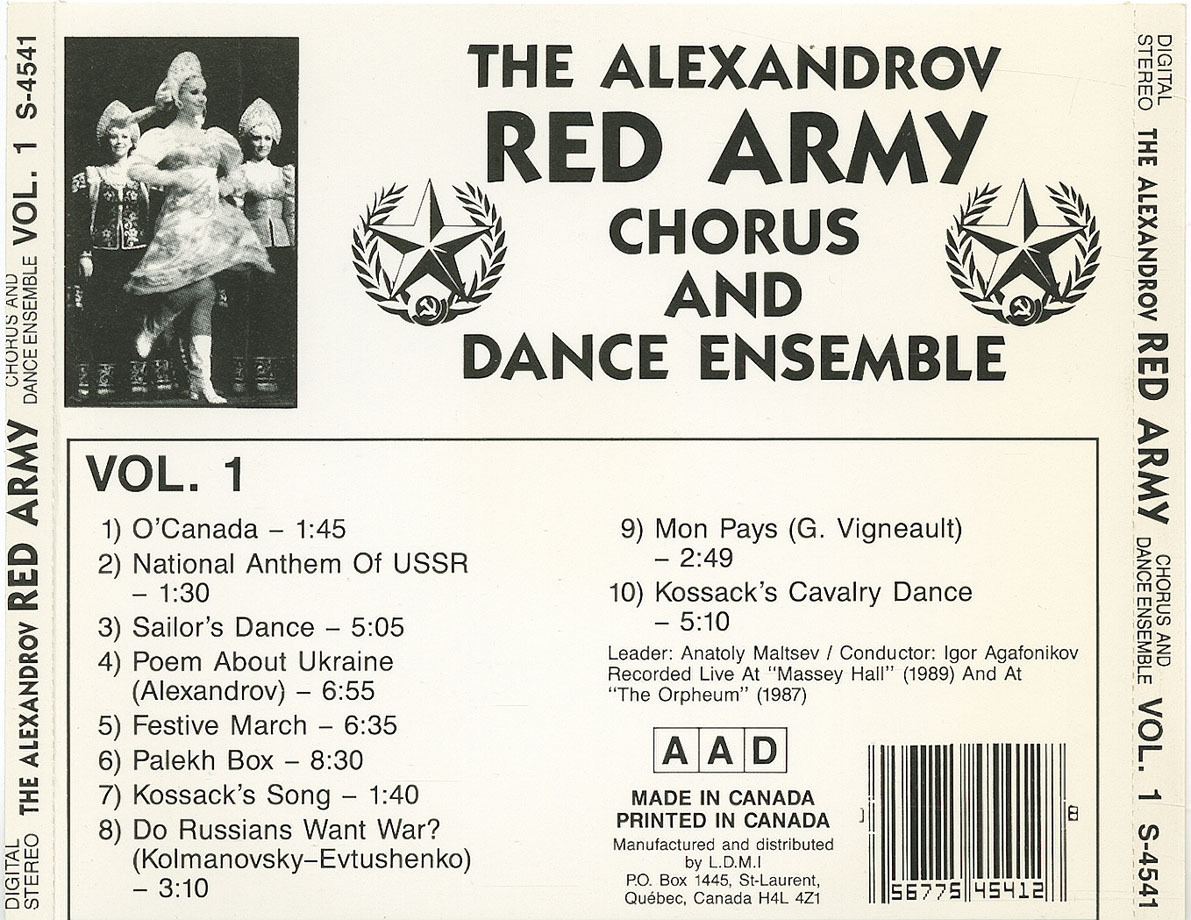 DIGITAL
STEREO THE ALEXANDROV RED ARMY CHORUS AND
DANCE ENSEMBLE VOL. 1 S-4541
THE ALEXANDROV
RED ARMY
CHORUS
AND
DANCE ENSEMBLE
VOL. 1
1) O'Canada – 1:45
2) National Anthem Of USSR
– 1:30
3) Sailor's Dance – 5:05
4) Poem About Ukraine
(Alexandrov) – 6:55
5) Festive March – 6:35
6) Palekh Box – 8:30
7) Kossack's Song – 1:40
8) Do Russians Want War?
(Kolmanovsky–Evtushenko)
– 3:10
9) Mon Pays (G. Vigneault)
– 2:49
10) Kossack's Cavalry Dance
– 5:10
Leader: Anatoly Maltsev / Conductor: Igor Agafonikov
Recorded Live At "Massey Hall" (1989) And At
"The Orpheum" (1987)
A A D
MADE IN CANADA
PRINTED IN CANADA
Manufactured and distributed
by L.D.M.I
P.O. Box 1445, St-Laurent,
Québec, Canada H4L 4Z1
56775 45412
DIGITAL
STEREO THE ALEXANDROV RED ARMY CHORUS AND
DANCE ENSEMBLE VOL. 1 S-4541